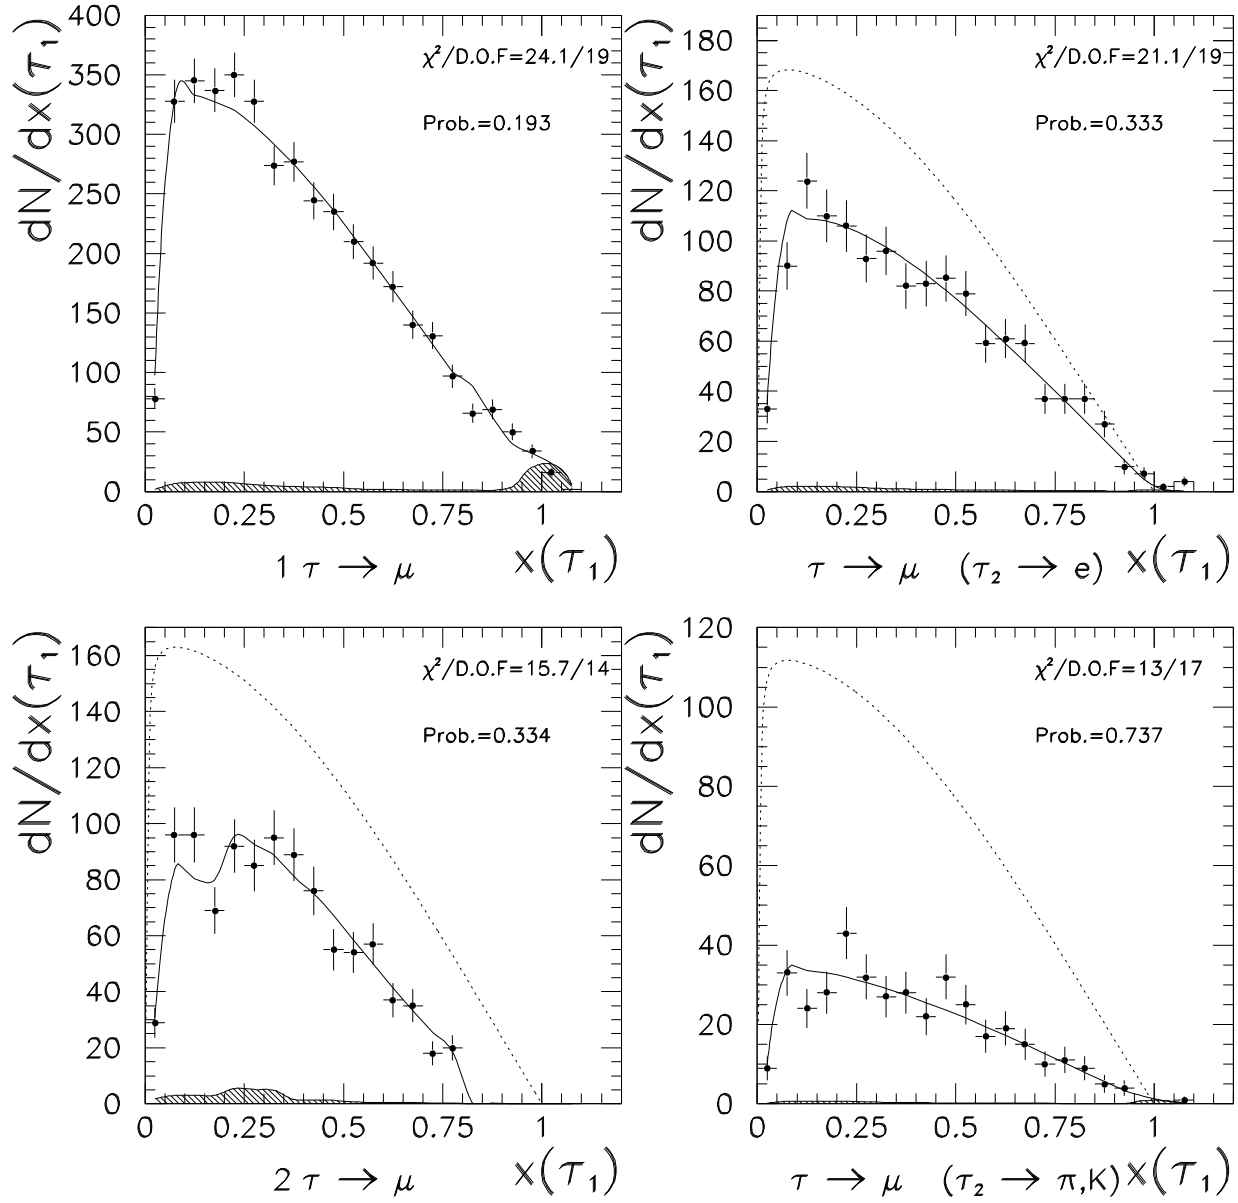 dN/dx(τ₁)
400
350
300
250
200
150
100
50
0
χ²/D.O.F=24.1/19
Prob.=0.193
0 0.25 0.5 0.75 1
1 τ → μ x(τ₁)
dN/dx(τ₁)
180
160
140
120
100
80
60
40
20
0
χ²/D.O.F=21.1/19
Prob.=0.333
0 0.25 0.5 0.75 1
τ → μ (τ₂ → e) x(τ₁)
dN/dx(τ₁)
160
140
120
100
80
60
40
20
0
χ²/D.O.F=15.7/14
Prob.=0.334
0 0.25 0.5 0.75 1
2 τ → μ x(τ₁)
dN/dx(τ₁)
120
100
80
60
40
20
0
χ²/D.O.F=13/17
Prob.=0.737
0 0.25 0.5 0.75 1
τ → μ (τ₂ → π,K) x(τ₁)